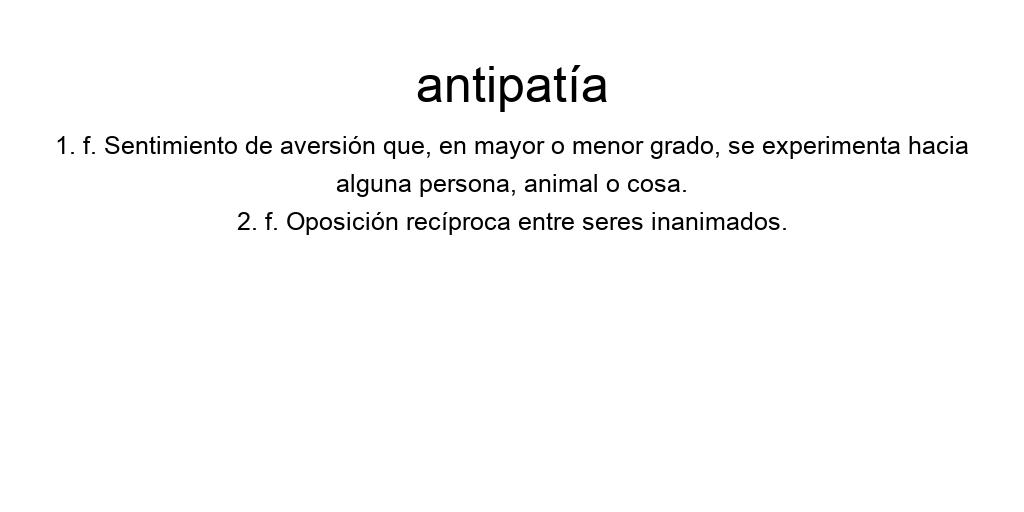 antipatía
1. f. Sentimiento de aversión que, en mayor o menor grado, se experimenta hacia
alguna persona, animal o cosa.
2. f. Oposición recíproca entre seres inanimados.